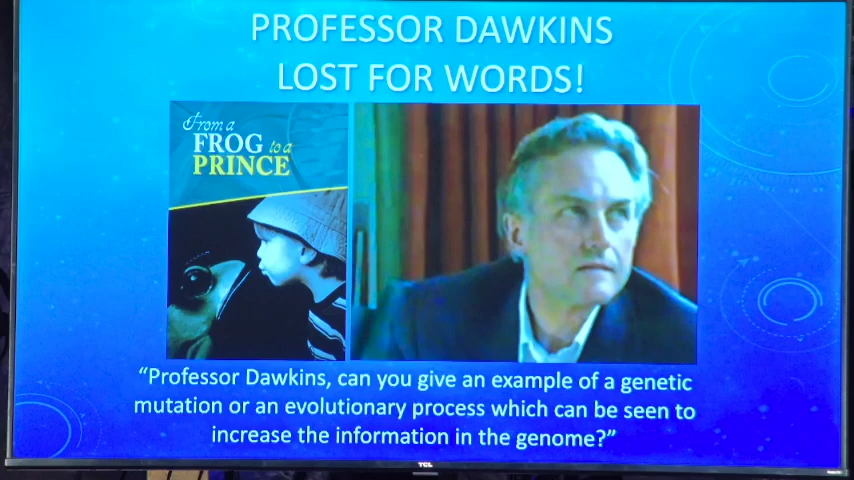 PROFESSOR DAWKINS
LOST FOR WORDS!
From a
FROG to a
PRINCE
“Professor Dawkins, can you give an example of a genetic
mutation or an evolutionary process which can be seen to
increase the information in the genome?”
TCL